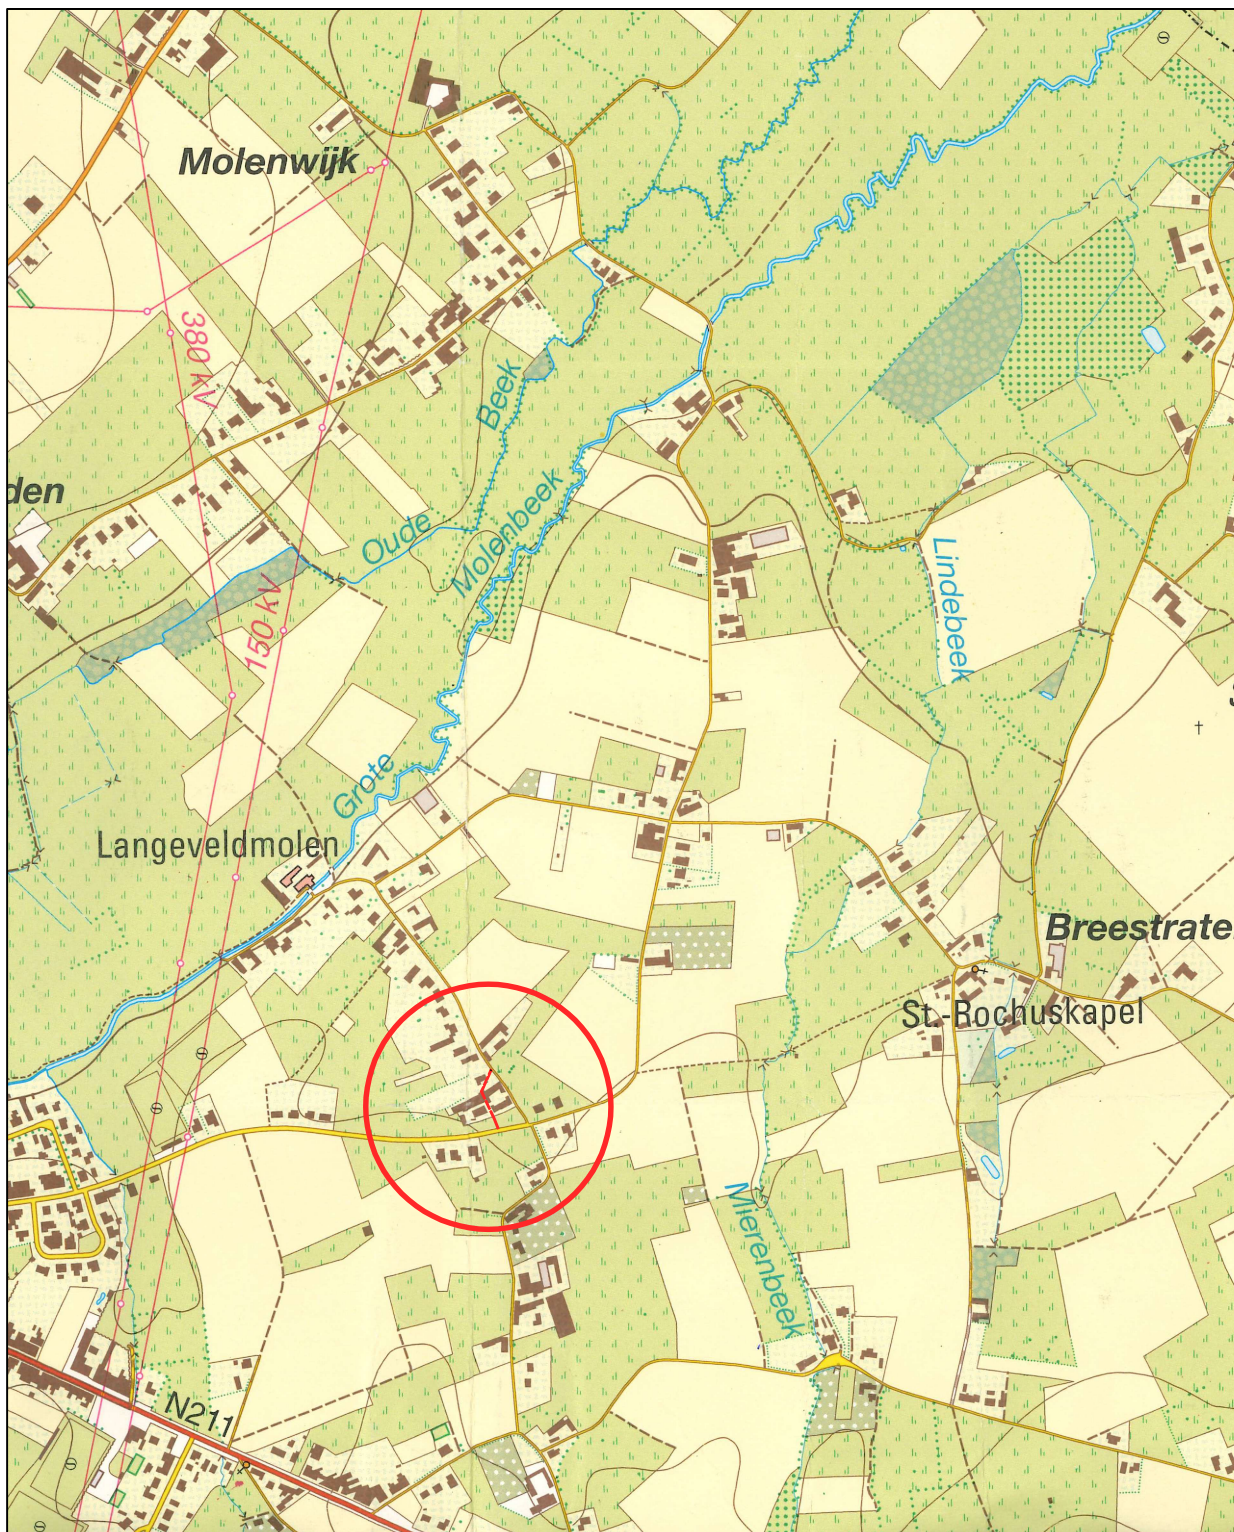 Molenwijk
380 kV
Beek
den
Oude
Molenbeek
Lindebeek
150 kV
Grote
Langeveldmolen
Breestrate
St.-Rochuskapel
Mierenbeek
N211